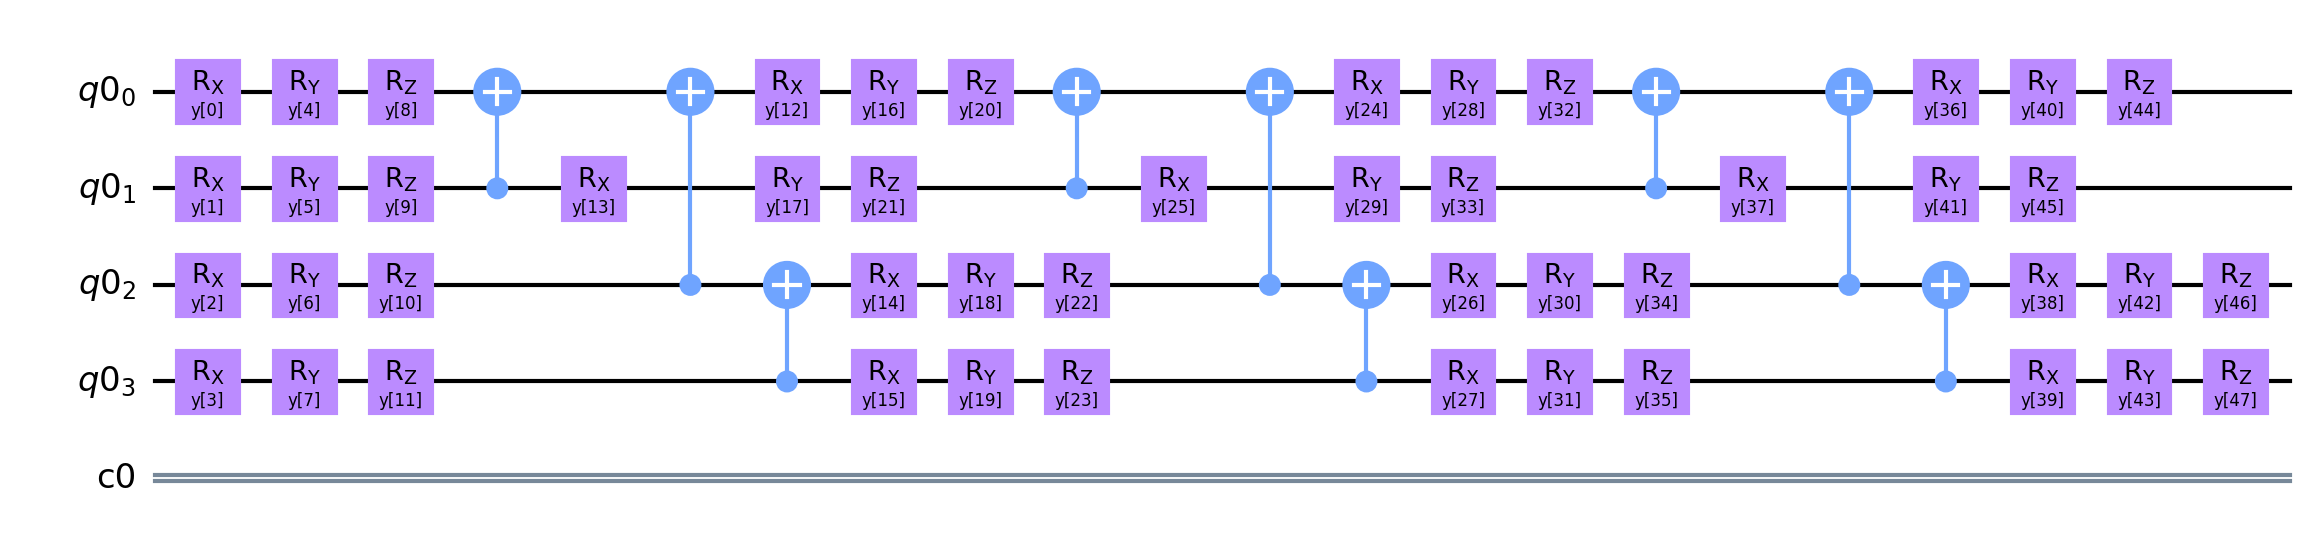 q0₀ R_X y[0] R_Y y[4] R_Z y[8] R_X y[12] R_Y y[16] R_Z y[20] R_X y[24] R_Y y[28] R_Z y[32] R_X y[36] R_Y y[40] R_Z y[44]
q0₁ R_X y[1] R_Y y[5] R_Z y[9] R_X y[13] R_Y y[17] R_Z y[21] R_X y[25] R_Y y[29] R_Z y[33] R_X y[37] R_Y y[41] R_Z y[45]
q0₂ R_X y[2] R_Y y[6] R_Z y[10] R_X y[14] R_Y y[18] R_Z y[22] R_X y[26] R_Y y[30] R_Z y[34] R_X y[38] R_Y y[42] R_Z y[46]
q0₃ R_X y[3] R_Y y[7] R_Z y[11] R_X y[15] R_Y y[19] R_Z y[23] R_X y[27] R_Y y[31] R_Z y[35] R_X y[39] R_Y y[43] R_Z y[47]
c0